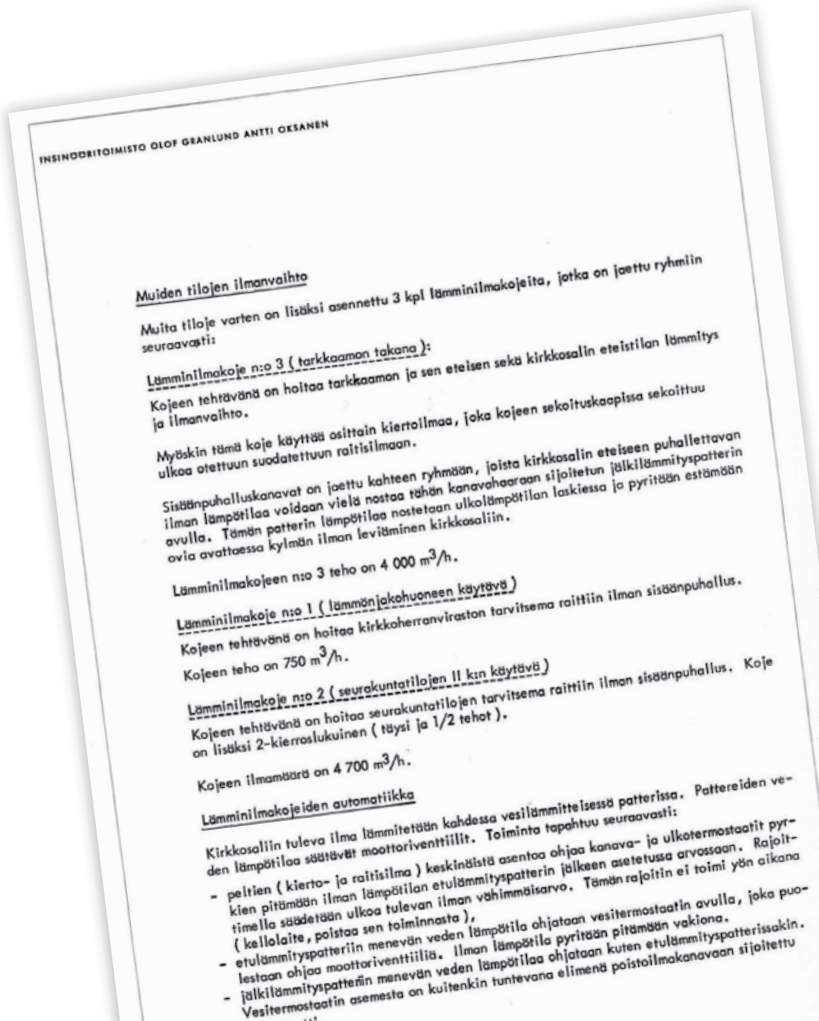 INSINÖÖRITOIMISTO OLOF GRANLUND ANTTI OKSANEN
Muiden tilojen ilmanvaihto
Muita tiloje varten on lisäksi asennettu 3 kpl lämminilmakojeita, jotka on jaettu ryhmiin
seuraavasti:
Lämminilmakoje n:o 3 ( tarkkaamon takana ):
Kojeen tehtävänä on hoitaa tarkkaamon ja sen eteisen sekä kirkkosalin eteistilan lämmitys
ja ilmanvaihto.
Myöskin tämä koje käyttää osittain kiertoilmaa, joka kojeen sekoituskaapissa sekoittuu
ulkoa otettuun suodatettuun raitisilmaan.
Sisäänpuhalluskanavat on jaettu kahteen ryhmään, joista kirkkosalin eteiseen puhallettavan
ilman lämpötilaa voidaan vielä nostaa tähän kanavahaaraan sijoitetun jälkilämmityspatterin
avulla. Tämän patterin lämpötilaa nostetaan ulkolämpötilan laskiessa ja pyritään estämään
ovia avattaessa kylmän ilman leviäminen kirkkosaliin.
Lämminilmakojeen n:o 3 teho on 4 000 m³/h.
Lämminilmakoje n:o 1 ( lämmönjakohuoneen käytävä )
Kojeen tehtävänä on hoitaa kirkkoherranviraston tarvitsema raittiin ilman sisäänpuhallus.
Kojeen teho on 750 m³/h.
Lämminilmakoje n:o 2 ( seurakuntatilojen II k:n käytävä )
Kojeen tehtävänä on hoitaa seurakuntatilojen tarvitsema raittiin ilman sisäänpuhallus. Koje
on lisäksi 2-kierroslukuinen ( täysi ja 1/2 tehot ).
Kojeen ilmamäärä on 4 700 m³/h.
Lämminilmakojeiden automatiikka
Kirkkosaliin tuleva ilma lämmitetään kahdessa vesilämmitteisessä patterissa. Pattereiden ve-
den lämpötilaa säätävät moottoriventtiilit. Toiminta tapahtuu seuraavasti:
- peltien ( kierto- ja raitisilma ) keskinäistä asentoa ohjaa kanava- ja ulkotermostaatit pyr-
kien pitämään ilman lämpötilan etulämmityspatterin jälkeen asetetussa arvossaan. Rajoit-
timella säädetään ulkoa tulevan ilman vähimmäisarvo. Tämän rajoitin ei toimi yön aikana
( kellolaite, poistaa sen toiminnasta ),
- etulämmityspatteriin menevän veden lämpötila ohjataan vesitermostaatin avulla, joka puo-
lestaan ohjaa moottoriventtiiliä. Ilman lämpötila pyritään pitämään vakiona.
- jälkilämmityspatteriin menevän veden lämpötilaa ohjataan kuten etulämmityspatterissakin.
Vesitermostaatin asemesta on kuitenkin tuntevana elimenä poistoilmakanavaan sijoitettu